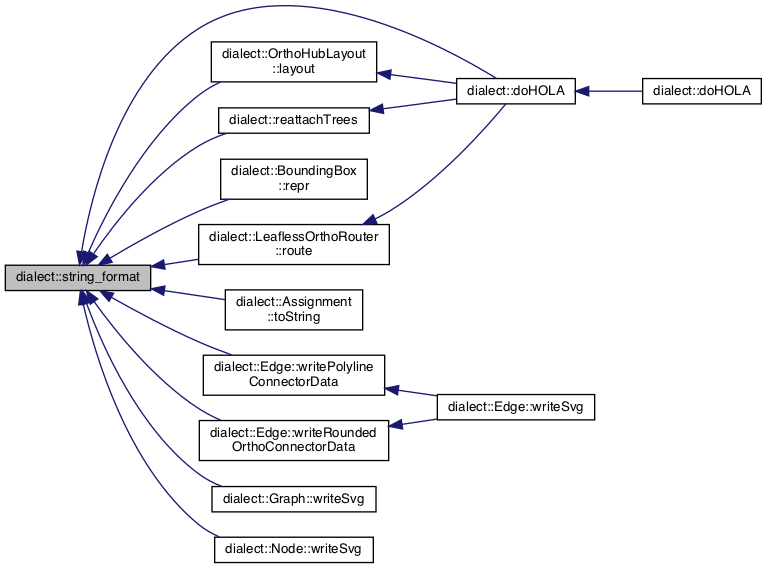 dialect::OrthoHubLayout
::layout
dialect::doHOLA
dialect::doHOLA
dialect::reattachTrees
dialect::BoundingBox
::repr
dialect::LeaflessOrthoRouter
::route
dialect::string_format
dialect::Assignment
::toString
dialect::Edge::writePolyline
ConnectorData
dialect::Edge::writeSvg
dialect::Edge::writeRounded
OrthoConnectorData
dialect::Graph::writeSvg
dialect::Node::writeSvg